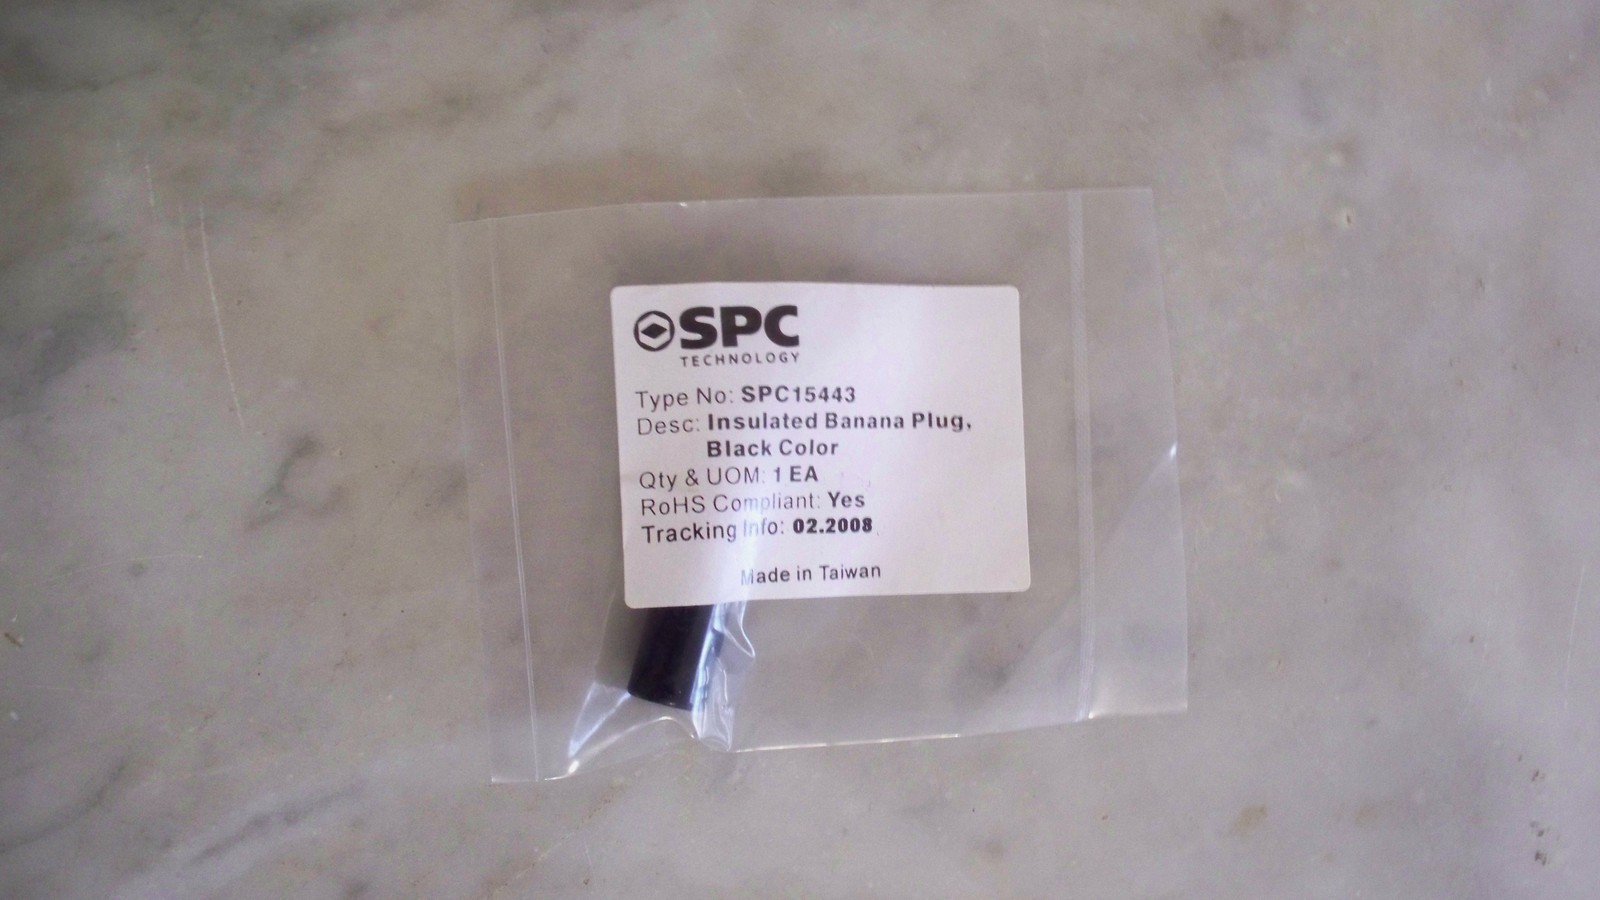 SPC
TECHNOLOGY
Type No: SPC15443
Desc: Insulated Banana Plug,
Black Color
Qty & UOM: 1 EA
RoHS Compliant: Yes
Tracking Info: 02.2008
Made in Taiwan